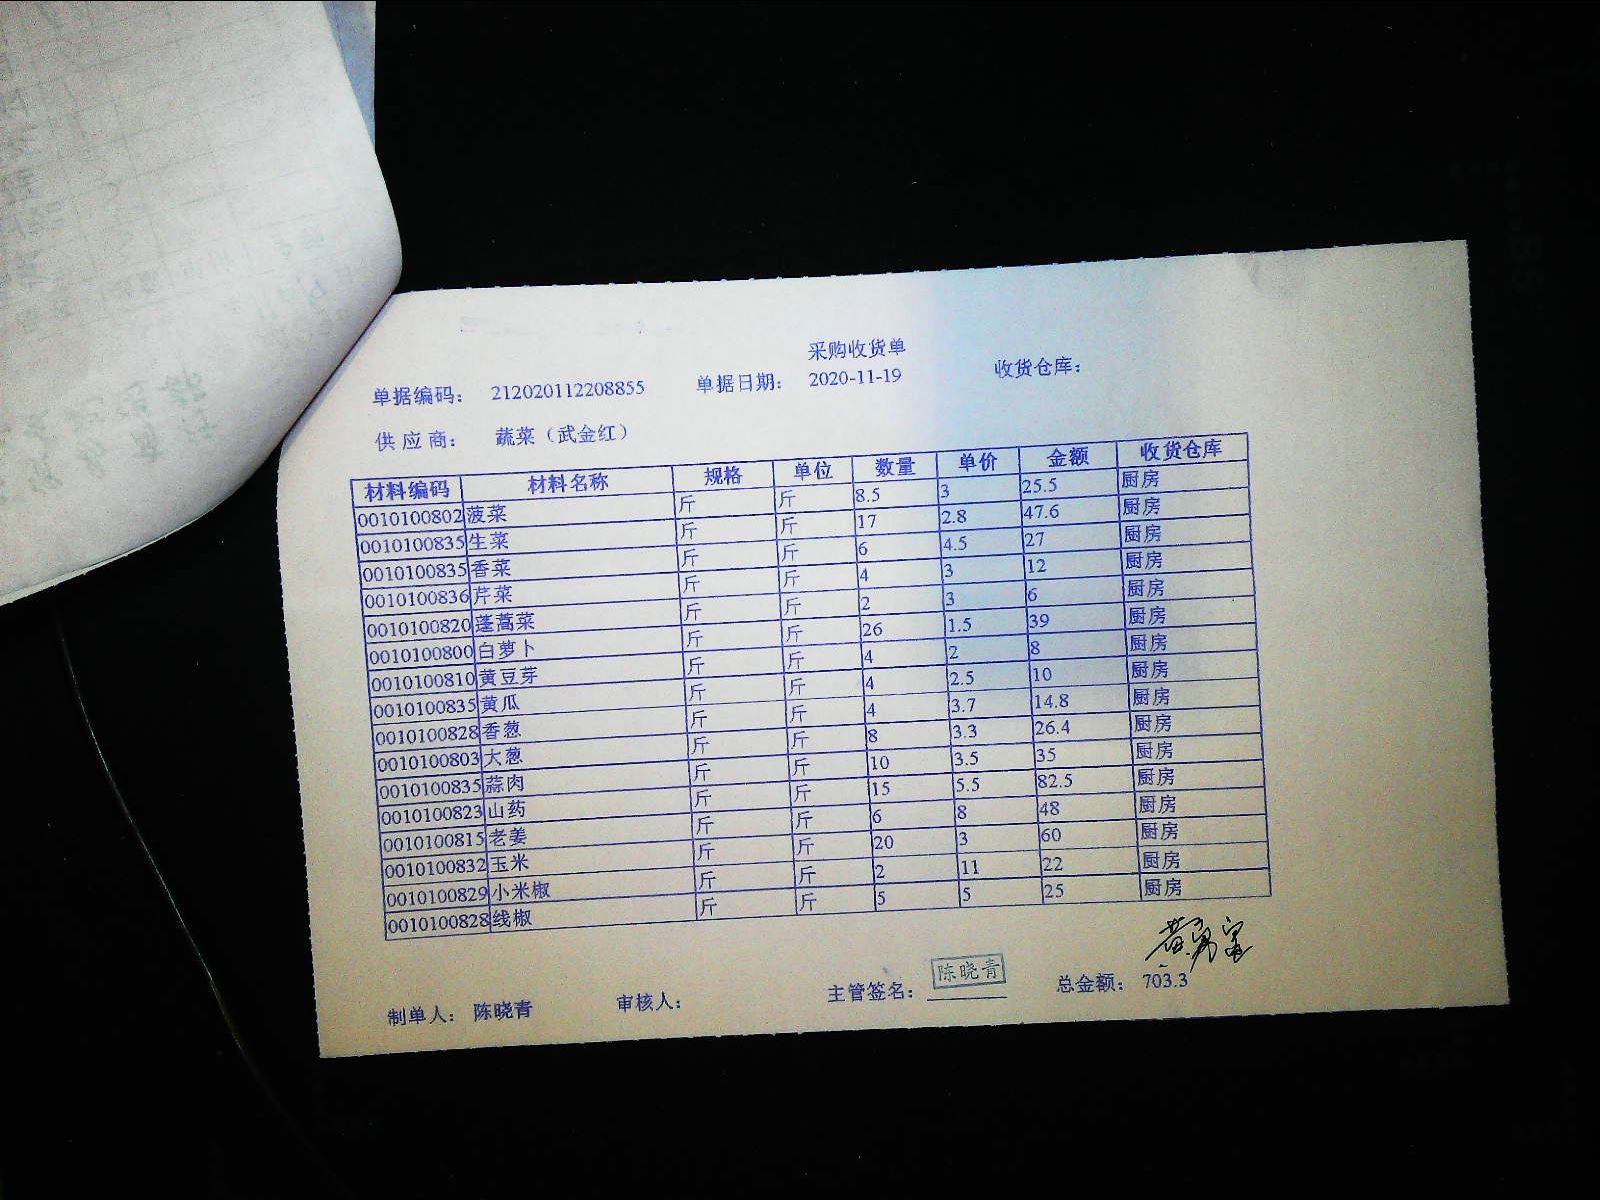 采购收货单
单据编码： 212020112208855 单据日期： 2020-11-19 收货仓库：
供应商： 蔬菜（武金红）
材料编码 材料名称 规格 单位 数量 单价 金额 收货仓库
0010100802 菠菜 斤 斤 8.5 3 25.5 厨房
0010100835 生菜 斤 斤 17 2.8 47.6 厨房
0010100835 香菜 斤 斤 6 4.5 27 厨房
0010100836 芹菜 斤 斤 4 3 12 厨房
0010100820 蓬蒿菜 斤 斤 2 3 6 厨房
0010100800 白萝卜 斤 斤 26 1.5 39 厨房
0010100810 黄豆芽 斤 斤 4 2 8 厨房
0010100835 黄瓜 斤 斤 4 2.5 10 厨房
0010100828 香葱 斤 斤 4 3.7 14.8 厨房
0010100803 大葱 斤 斤 8 3.3 26.4 厨房
0010100835 蒜肉 斤 斤 10 3.5 35 厨房
0010100823 山药 斤 斤 15 5.5 82.5 厨房
0010100815 老姜 斤 斤 6 8 48 厨房
0010100832 玉米 斤 斤 20 3 60 厨房
0010100829 小米椒 斤 斤 2 11 22 厨房
0010100828 线椒 斤 斤 5 5 25 厨房
制单人： 陈晓青 审核人： 主管签名： 陈晓青 总金额： 703.3